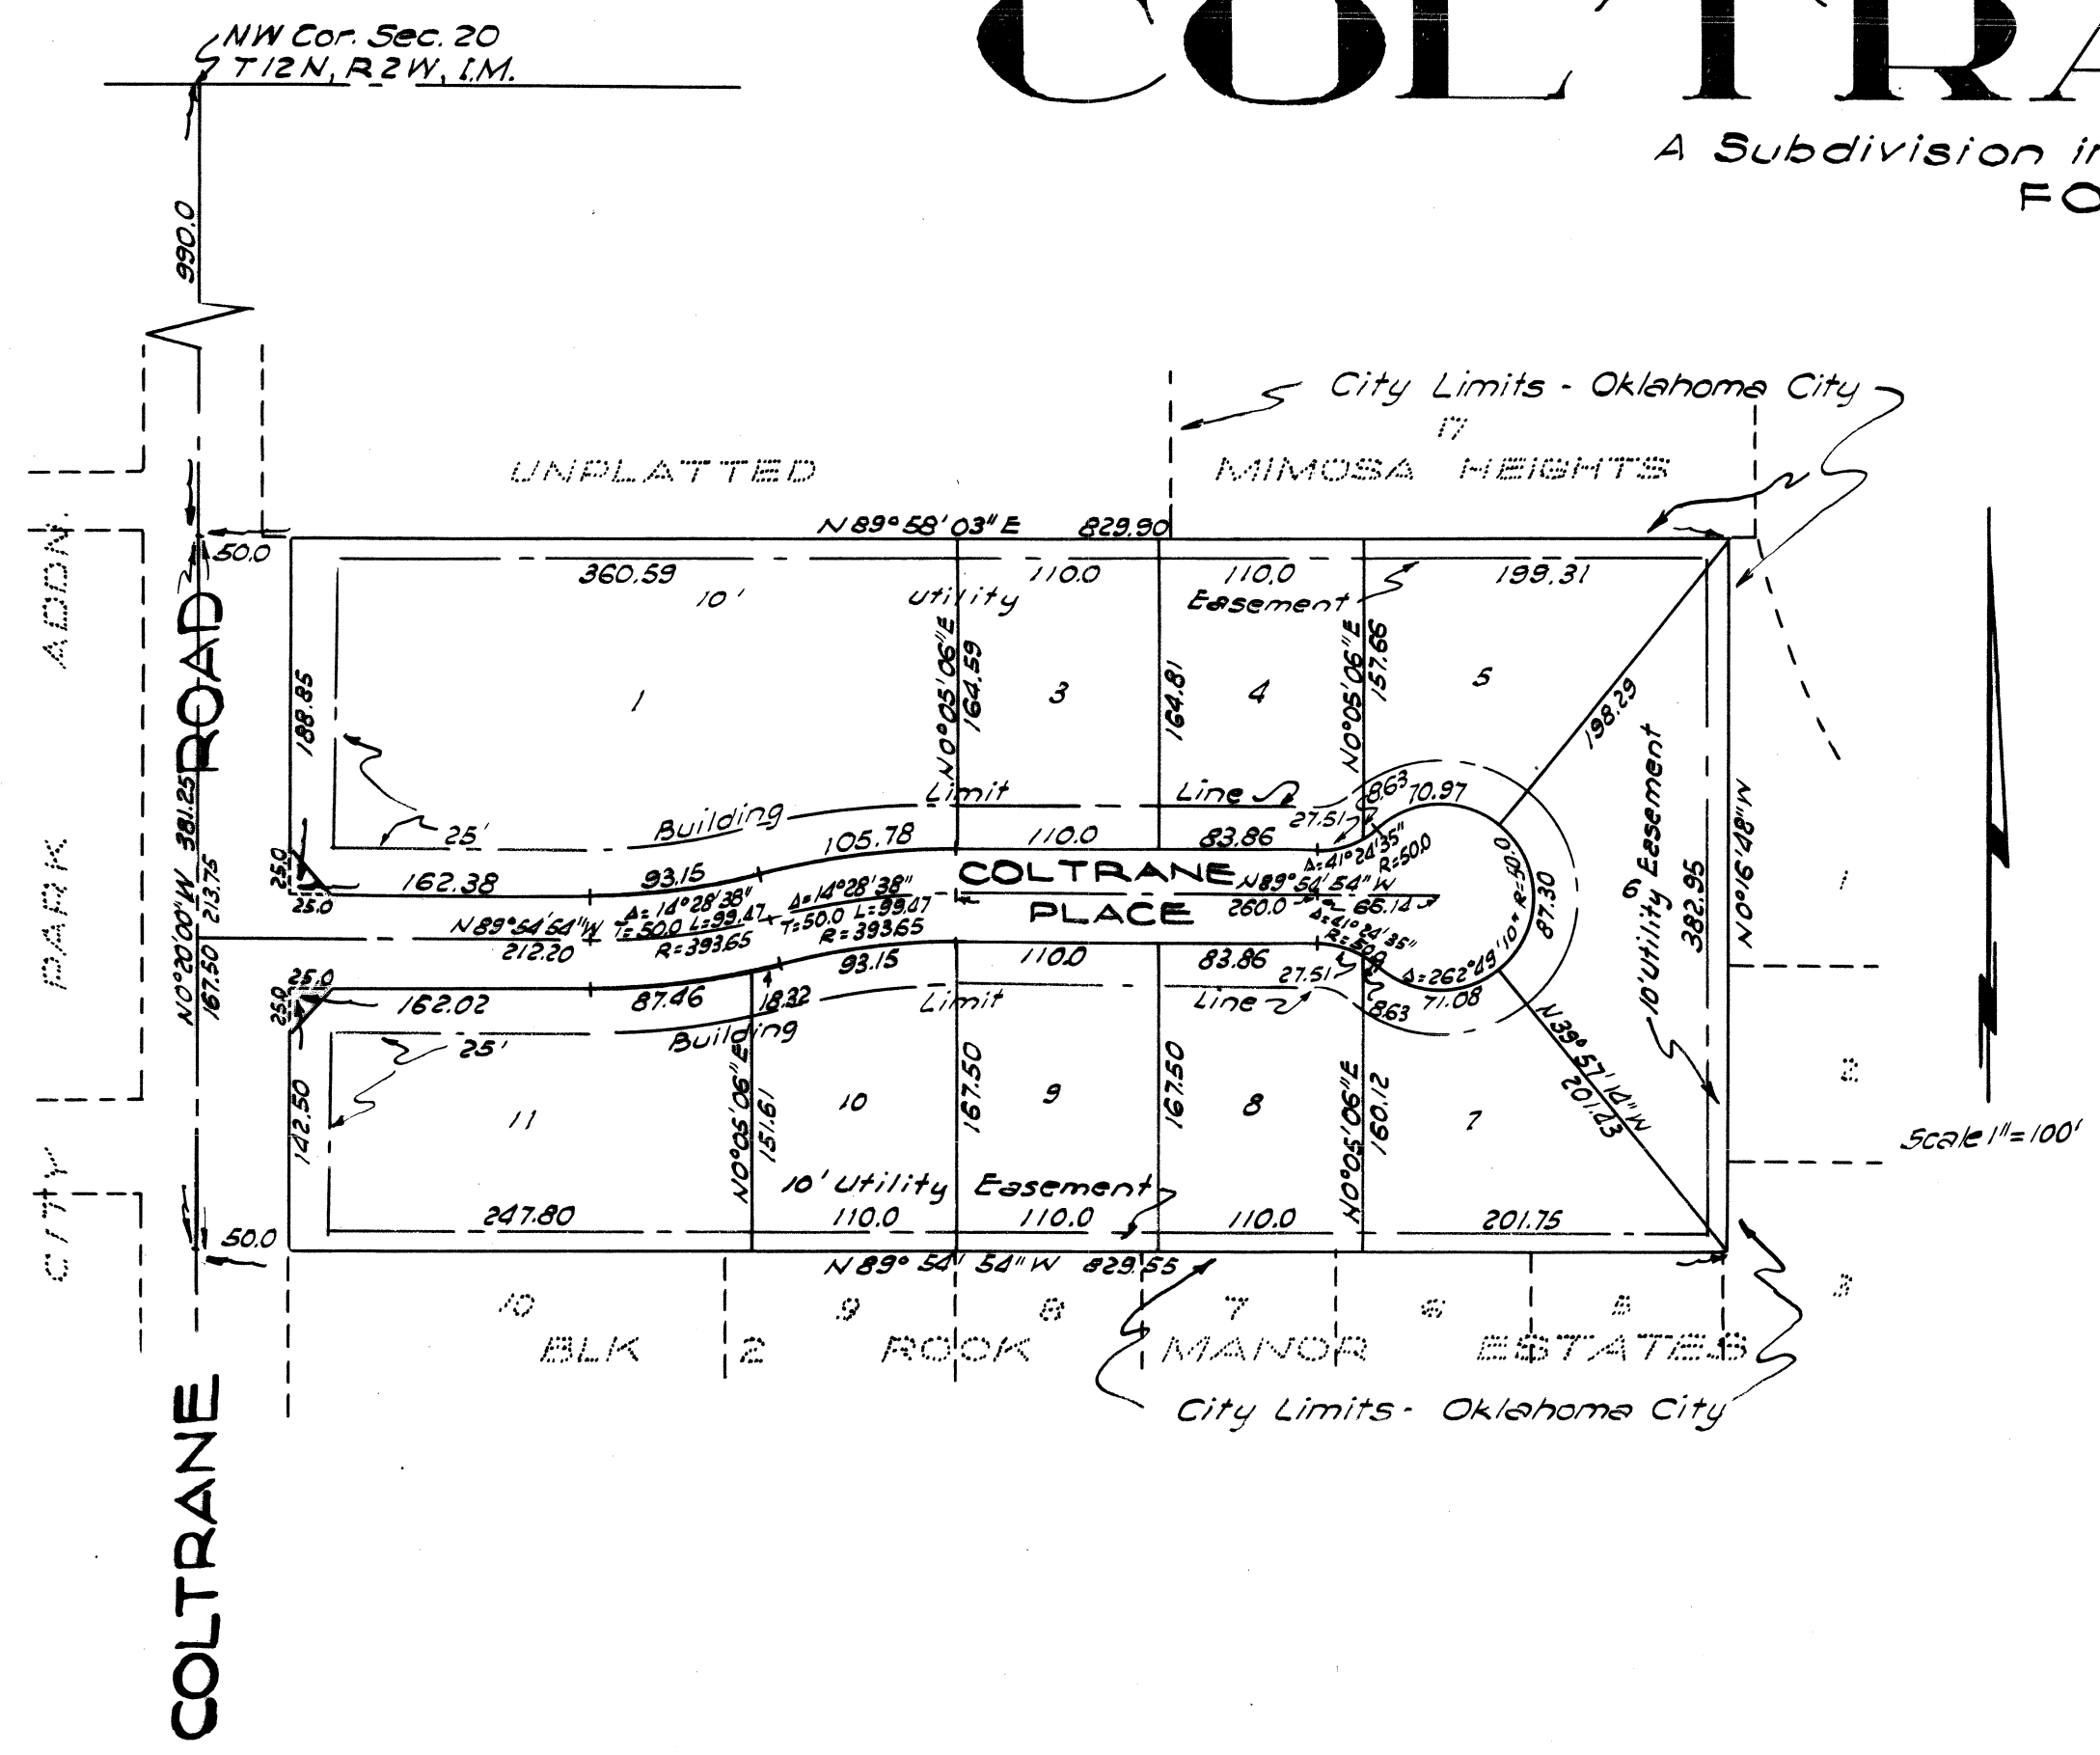 COLTRA
A Subdivision in
FO
NW Cor. Sec. 20
T12N, R2W, I.M.
990.0
City Limits - Oklahoma City
17
UNPLATTED
MIMOSA HEIGHTS
N 89° 58' 03" E 829.90
50.0
360.59
110.0
110.0
199.31
10' Utility Easement
ADDN.
ROAD
188.85
1
N0°05'06"E
164.59
3
164.81
4
N0°05'06"E
157.66
5
198.29
10' Utility Easement
6
382.95
N0°16'48"W
N0°20'00"W 381.25
213.75
167.50
25'
Building Limit Line
8.63
70.97
27.51
105.78
110.0
83.86
Δ=41°24'35"
R=50.0
25.0
25.0
162.38
93.15
COLTRANE
PLACE
N89°54'54"W
260.0
65.14
Δ=14°28'38"
T=50.0 L=99.47
R=393.65
Δ=14°28'38"
T=50.0 L=99.47
R=393.65
N89°54'54"W
212.20
Δ=41°24'35"
R=50.0
Δ=262°49'10" R=50.0
87.30
1
PARK
25.0
25.0
162.02
87.46
18.32
93.15
110.0
83.86
27.51
8.63
71.08
25'
Building Limit Line
N39°57'14"W
201.43
142.50
11
N0°05'06"E
151.61
10
167.50
9
167.50
8
N0°05'06"E
160.12
7
2
Scale 1"=100'
CITY
10' Utility Easement
50.0
247.80
110.0
110.0
110.0
201.75
N 89° 54' 54" W 829.55
3
10
9
8
7
6
5
BLK 2 ROCK MANOR ESTATES
City Limits - Oklahoma City
COLTRANE